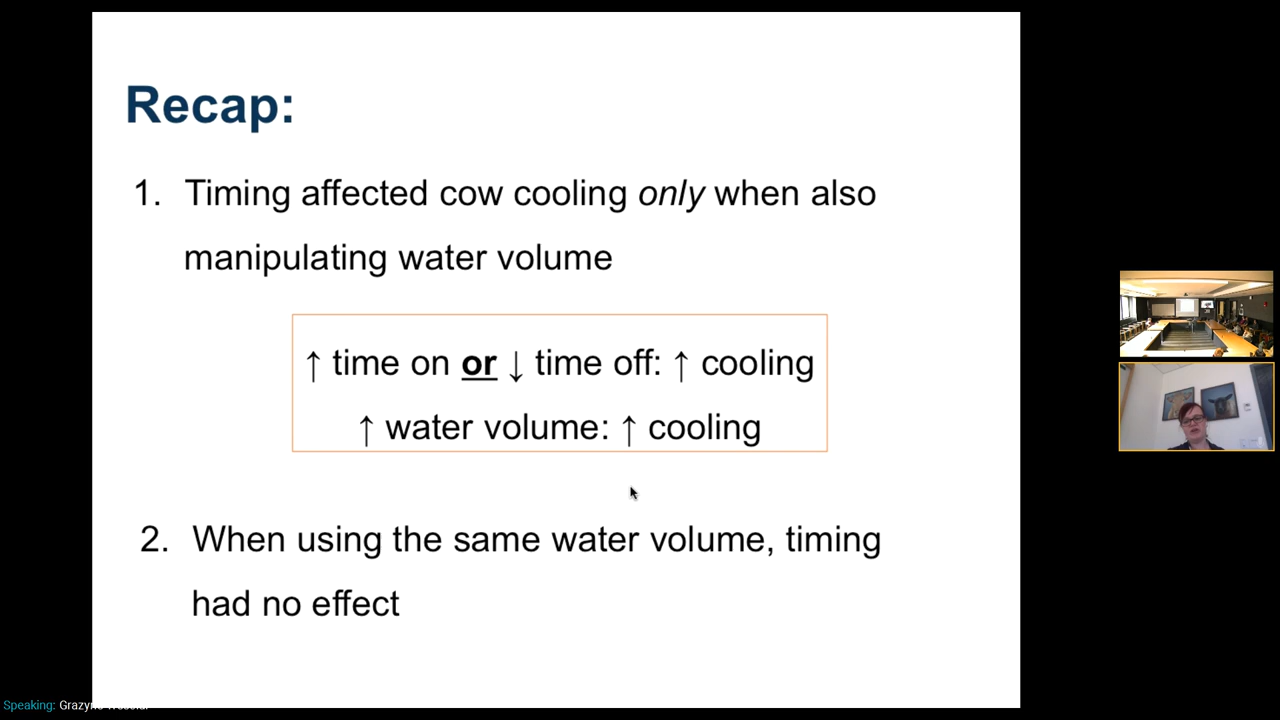 Recap:
1. Timing affected cow cooling only when also
manipulating water volume
↑ time on or ↓ time off: ↑ cooling
↑ water volume: ↑ cooling
2. When using the same water volume, timing
had no effect
Speaking: